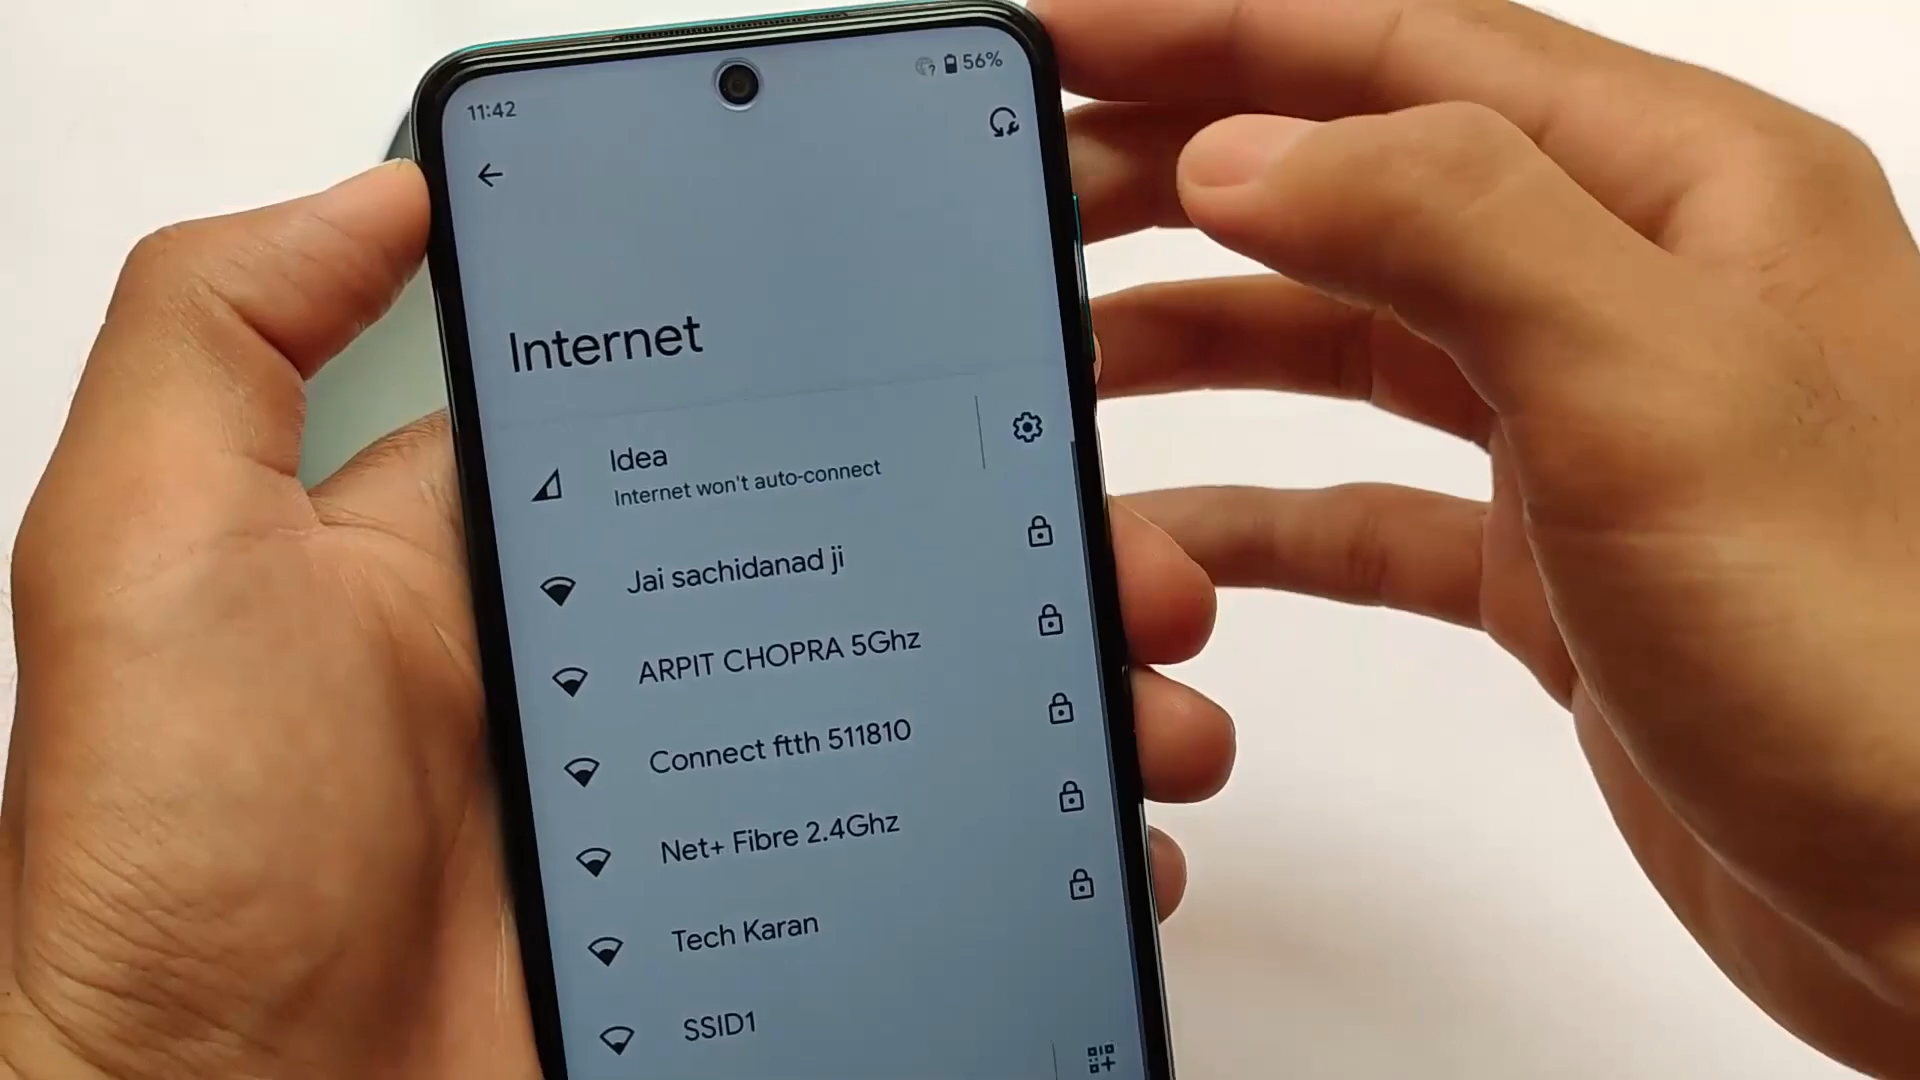 11:42
56%
Internet
Idea
Internet won't auto-connect
Jai sachidanad ji
ARPIT CHOPRA 5Ghz
Connect ftth 511810
Net+ Fibre 2.4Ghz
Tech Karan
SSID1